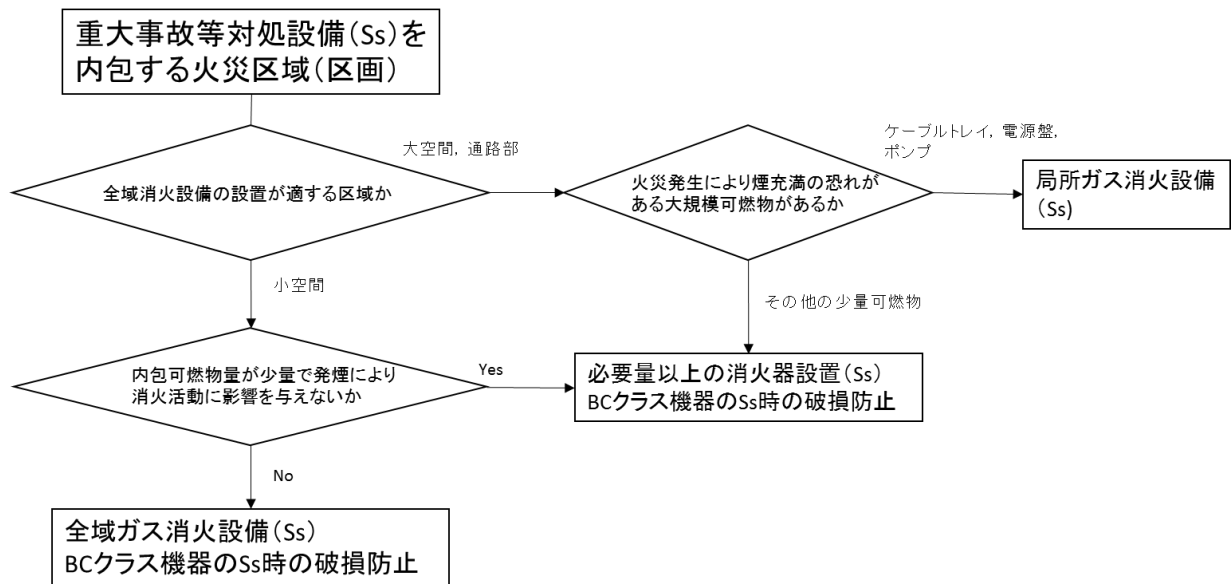 重大事故等対処設備(Ss)を
内包する火災区域(区画)
全域消火設備の設置が適する区域か
大空間, 通路部
火災発生により煙充満の恐れが
ある大規模可燃物があるか
ケーブルトレイ, 電源盤,
ポンプ
局所ガス消火設備
(Ss)
小空間
その他の少量可燃物
内包可燃物量が少量で発煙により
消火活動に影響を与えないか
Yes
必要量以上の消火器設置(Ss)
BCクラス機器のSs時の破損防止
No
全域ガス消火設備(Ss)
BCクラス機器のSs時の破損防止